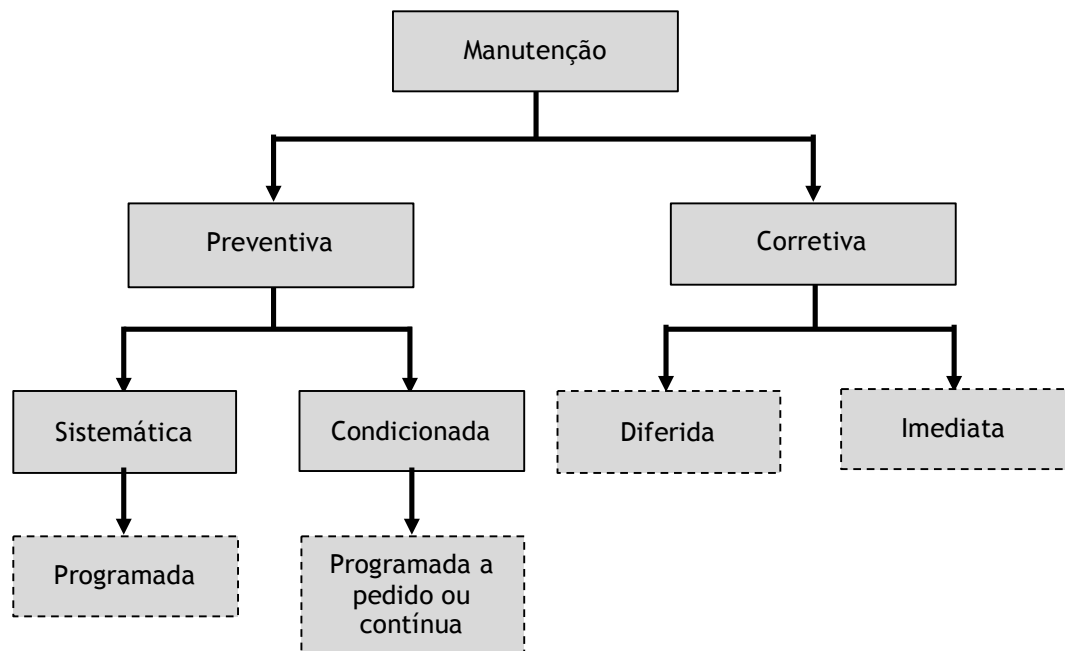 Manutenção
Preventiva
Corretiva
Sistemática
Condicionada
Diferida
Imediata
Programada
Programada a
pedido ou
contínua